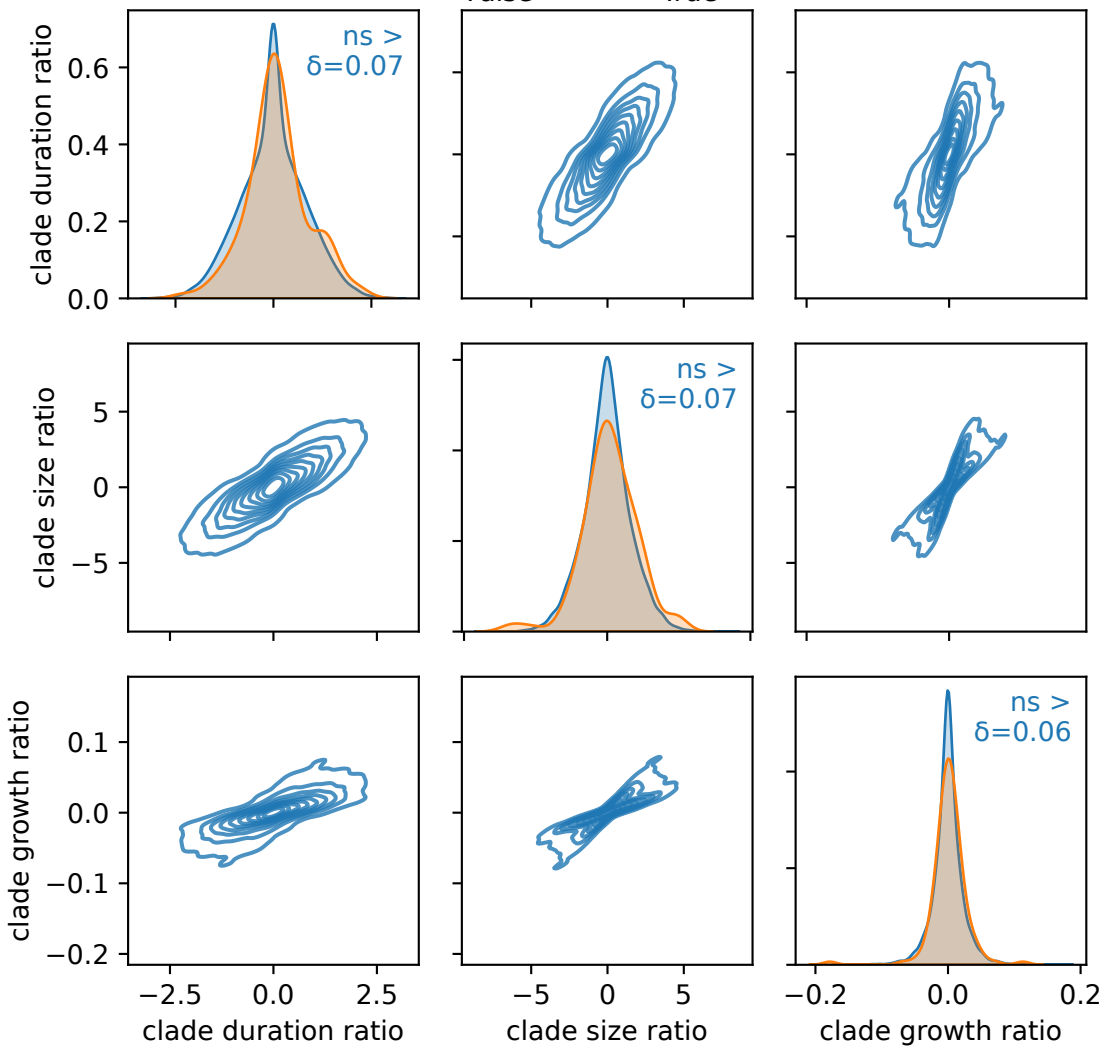 clade duration ratio
0.6
0.4
0.2
0.0
ns >
δ=0.07
clade size ratio
5
0
−5
ns >
δ=0.07
clade growth ratio
0.1
0.0
−0.1
−0.2
ns >
δ=0.06
−2.5 0.0 2.5
−5 0 5
−0.2 0.0 0.2
clade duration ratio
clade size ratio
clade growth ratio